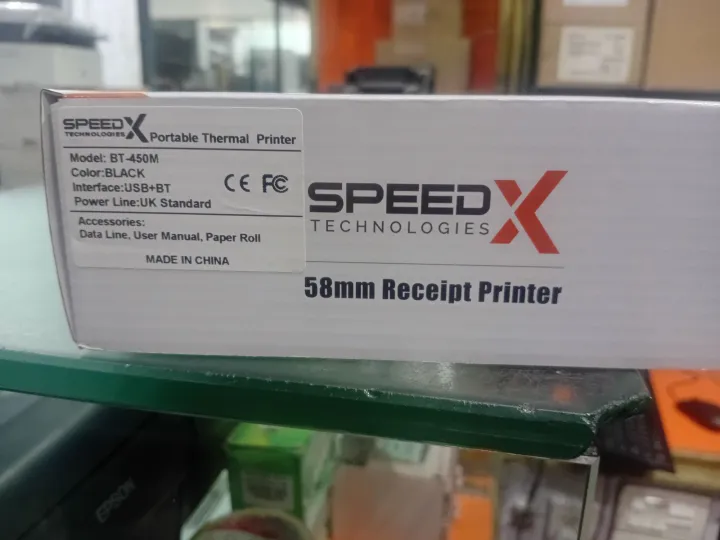 SPEEDX
TECHNOLOGIES
Portable Thermal Printer
Model: BT-450M
Color:BLACK
Interface:USB+BT
Power Line:UK Standard
CE FC
Accessories:
Data Line, User Manual, Paper Roll
MADE IN CHINA
SPEEDX
TECHNOLOGIES
58mm Receipt Printer
EPSON